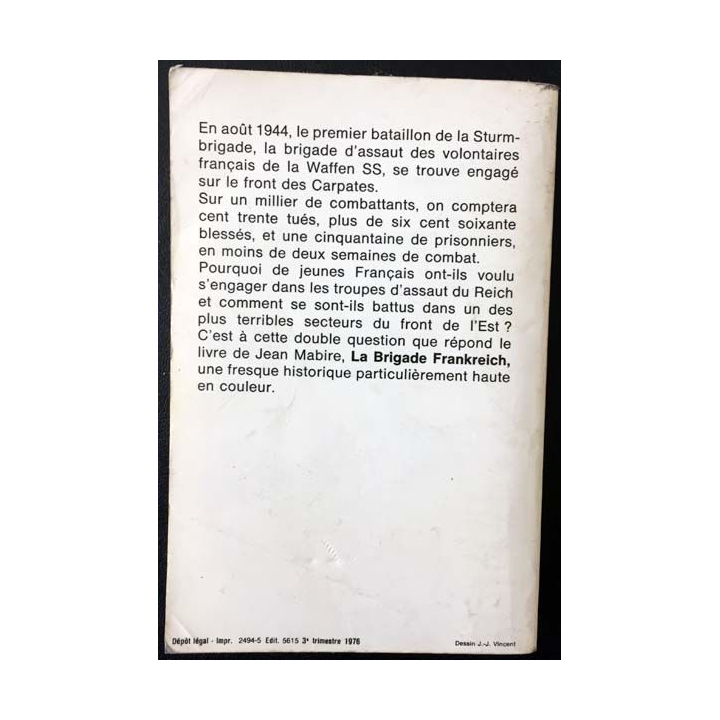 En août 1944, le premier bataillon de la Sturm-
brigade, la brigade d'assaut des volontaires
français de la Waffen SS, se trouve engagé
sur le front des Carpates.
Sur un millier de combattants, on comptera
cent trente tués, plus de six cent soixante
blessés, et une cinquantaine de prisonniers,
en moins de deux semaines de combat.
Pourquoi de jeunes Français ont-ils voulu
s'engager dans les troupes d'assaut du Reich
et comment se sont-ils battus dans un des
plus terribles secteurs du front de l'Est ?
C'est à cette double question que répond le
livre de Jean Mabire, La Brigade Frankreich,
une fresque historique particulièrement haute
en couleur.
Dépôt légal - Impr. 2494-5 Edit. 5615 3e trimestre 1976
Dessin J.-J. Vincent